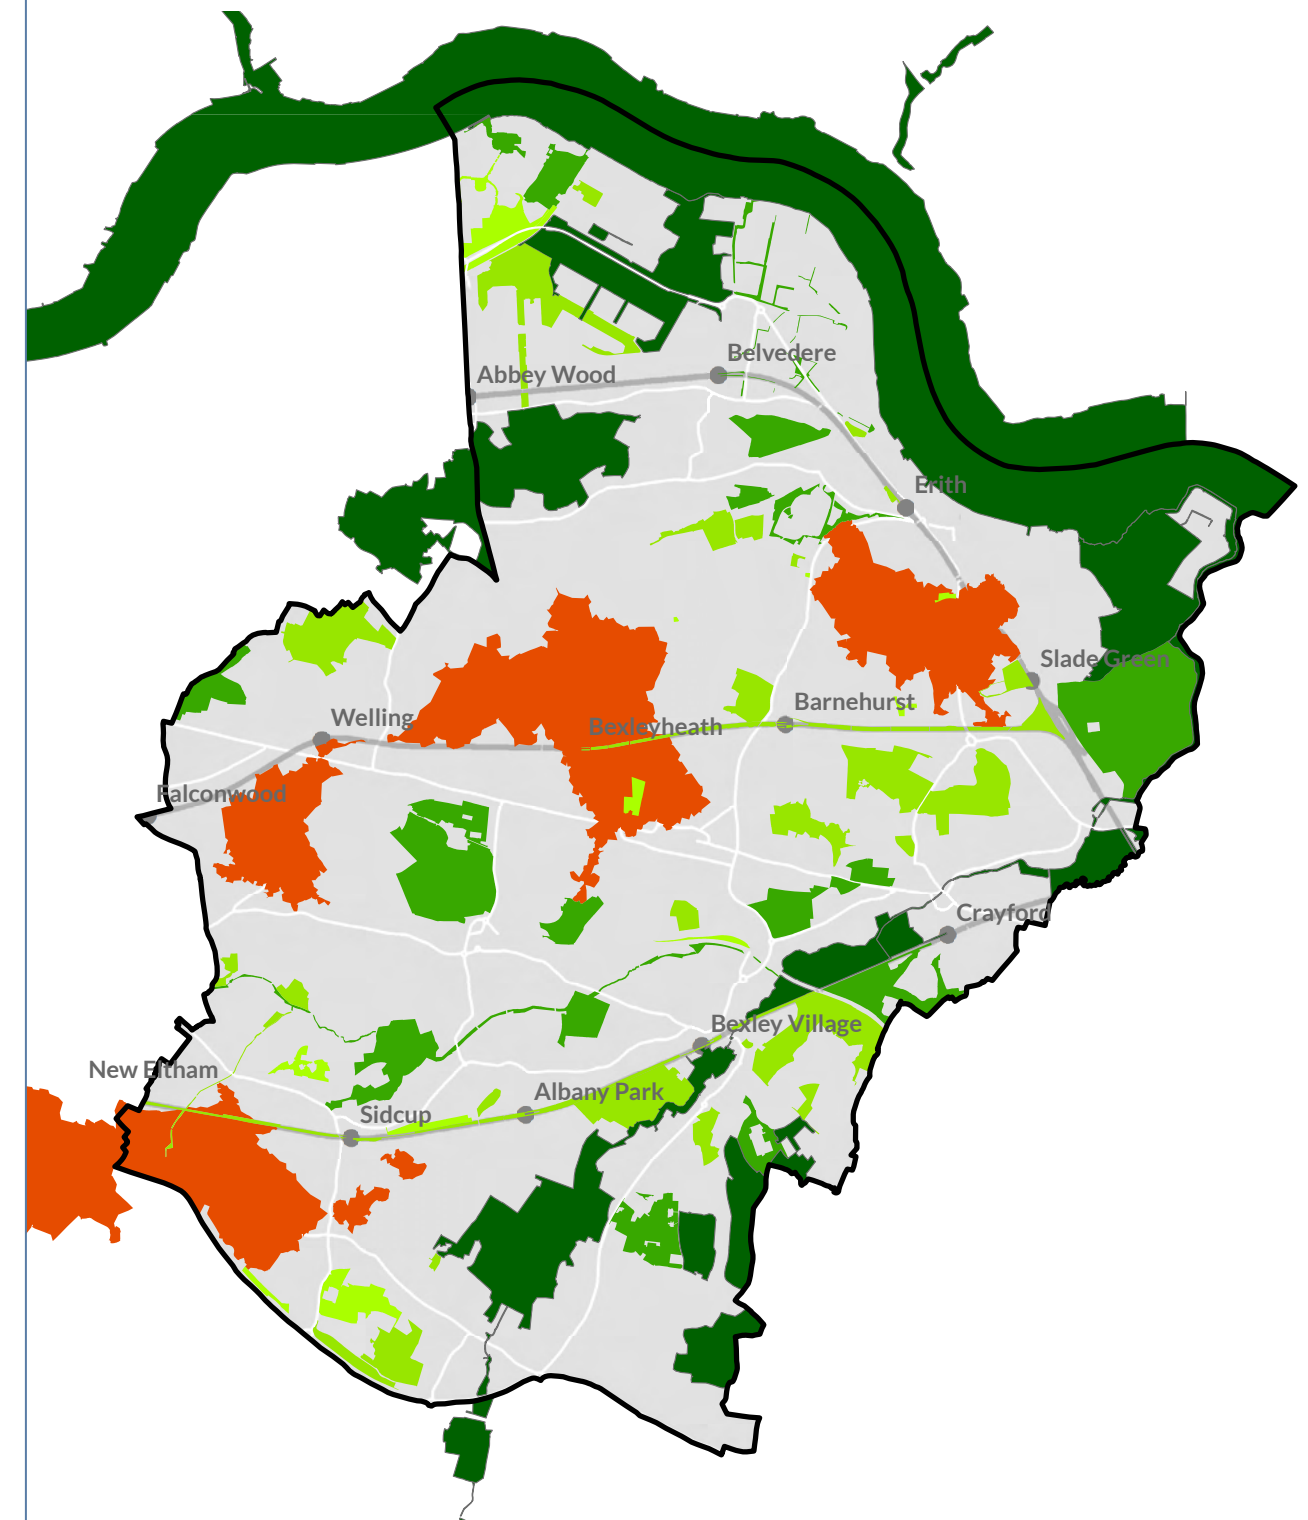 Belvedere
Abbey Wood
Erith
Slade Green
Barnehurst
Welling
Bexleyheath
Falconwood
Crayford
Bexley Village
New Eltham
Albany Park
Sidcup